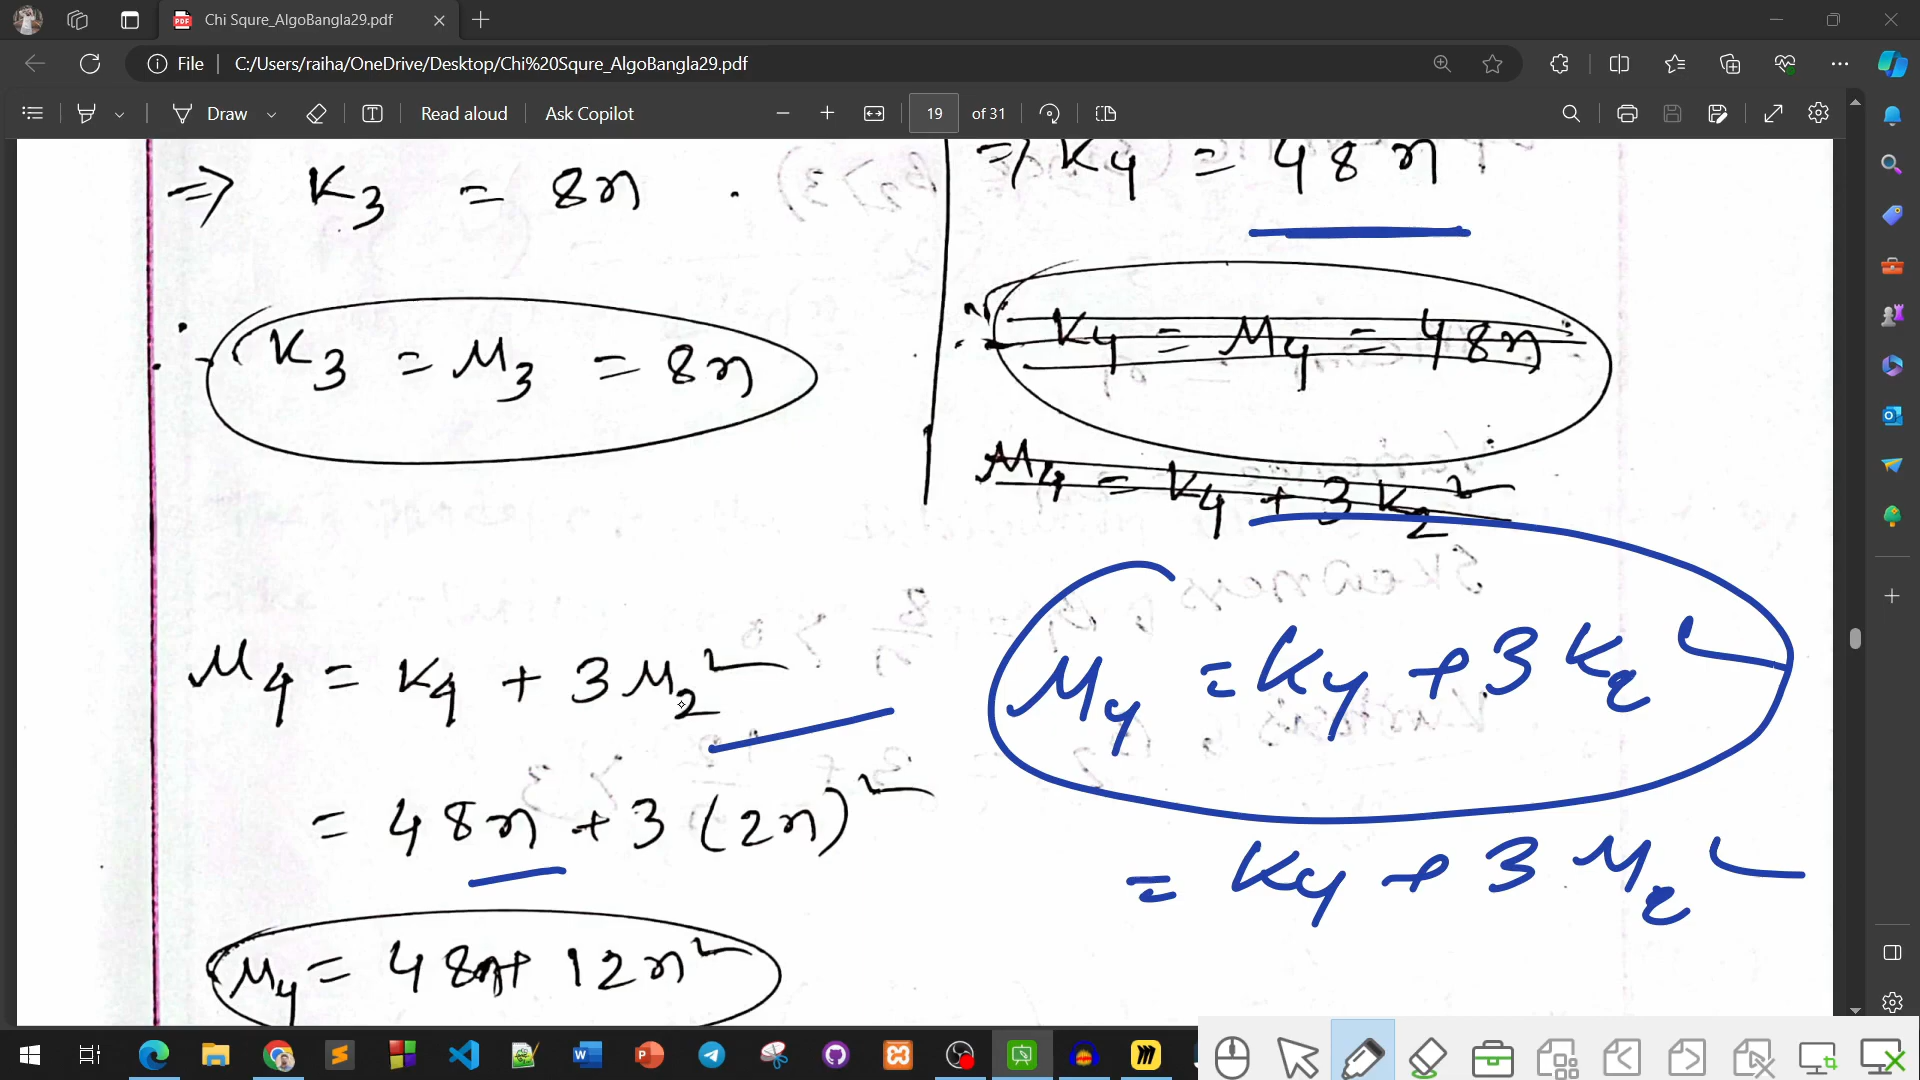 Chi Squre_AlgoBangla29.pdf
File | C:/Users/raiha/OneDrive/Desktop/Chi%20Squre_AlgoBangla29.pdf
Draw
Read aloud
Ask Copilot
19 of 31
=> K3 = 8n
=> K4 = 48n
∴ K3 = M3 = 8n
∴ K4 = M4 = 48n
M4 = K4 + 3K2²
M4 = K4 + 3M2²
M4 = K4 + 3K2²
= 48n + 3(2n)²
= K4 + 3M2²
M4 = 48n + 12n²